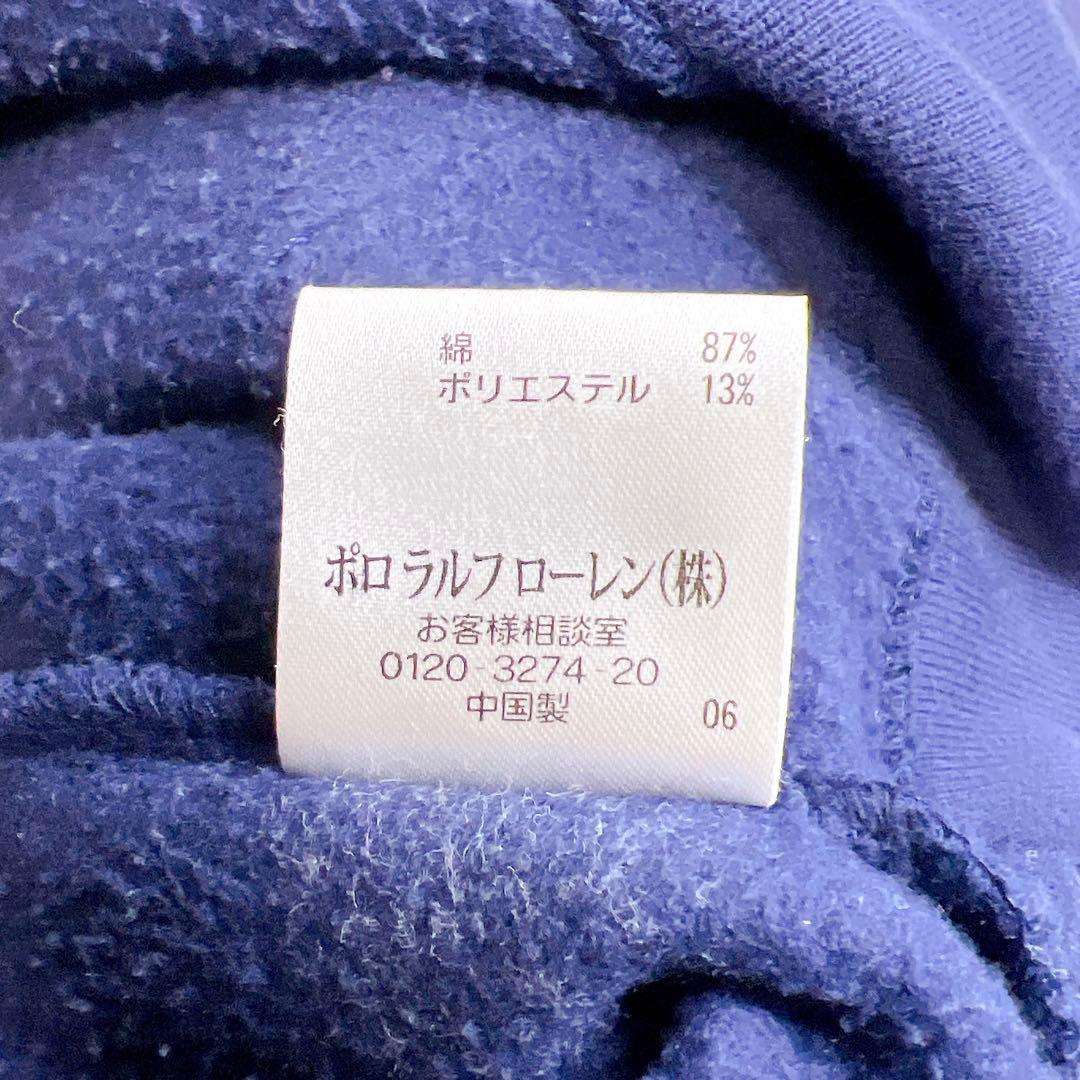 綿 87%
ポリエステル 13%
ポロ ラルフ ローレン(株)
お客様相談室
0120-3274-20
中国製 06